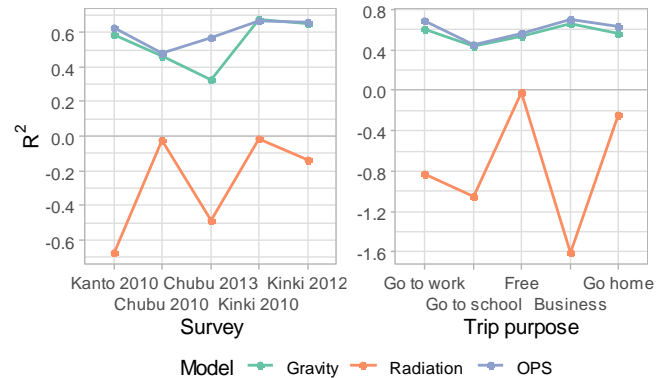 R²
0.6
0.4
0.2
0.0
-0.2
-0.4
-0.6
Kanto 2010 Chubu 2013 Kinki 2012
Chubu 2010 Kinki 2010
Survey
0.8
0.4
0.0
-0.4
-0.8
-1.2
-1.6
Go to work Free Go home
Go to school Business
Trip purpose
Model Gravity Radiation OPS